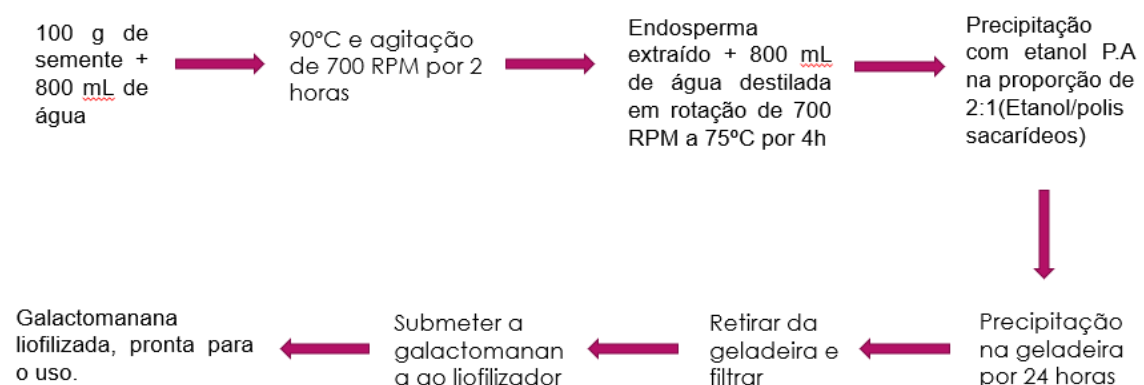 100 g de
semente +
800 mL de
água
90ºC e agitação
de 700 RPM por 2
horas
Endosperma
extraído + 800 mL
de água destilada
em rotação de 700
RPM a 75ºC por 4h
Precipitação
com etanol P.A
na proporção de
2:1(Etanol/polis
sacarídeos)
Precipitação
na geladeira
por 24 horas
Retirar da
geladeira e
filtrar
Submeter a
galactomanan
a ao liofilizador
Galactomanana
liofilizada, pronta para
o uso.